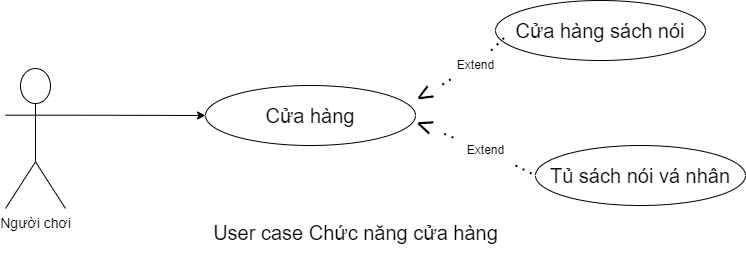 Cửa hàng sách nói
Extend
Cửa hàng
Extend
Tủ sách nói vá nhân
Người chơi
User case Chức năng cửa hàng